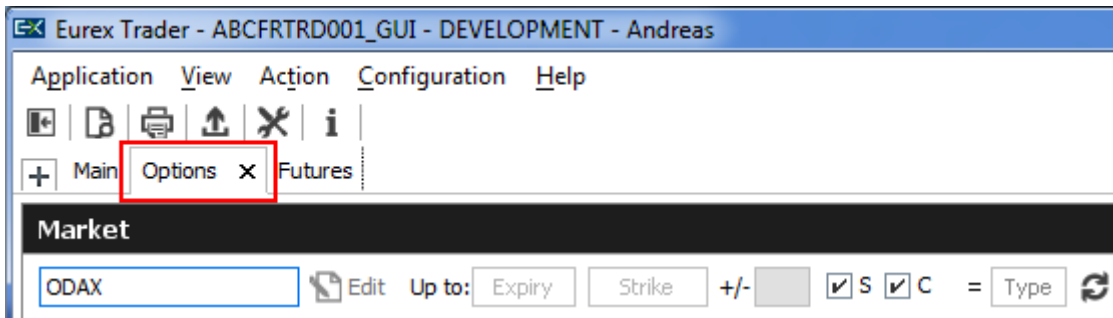 EX Eurex Trader - ABCFRTRD001_GUI - DEVELOPMENT - Andreas
Application View Action Configuration Help
i
+ Main Options × Futures
Market
ODAX Edit Up to: Expiry Strike +/- S C = Type